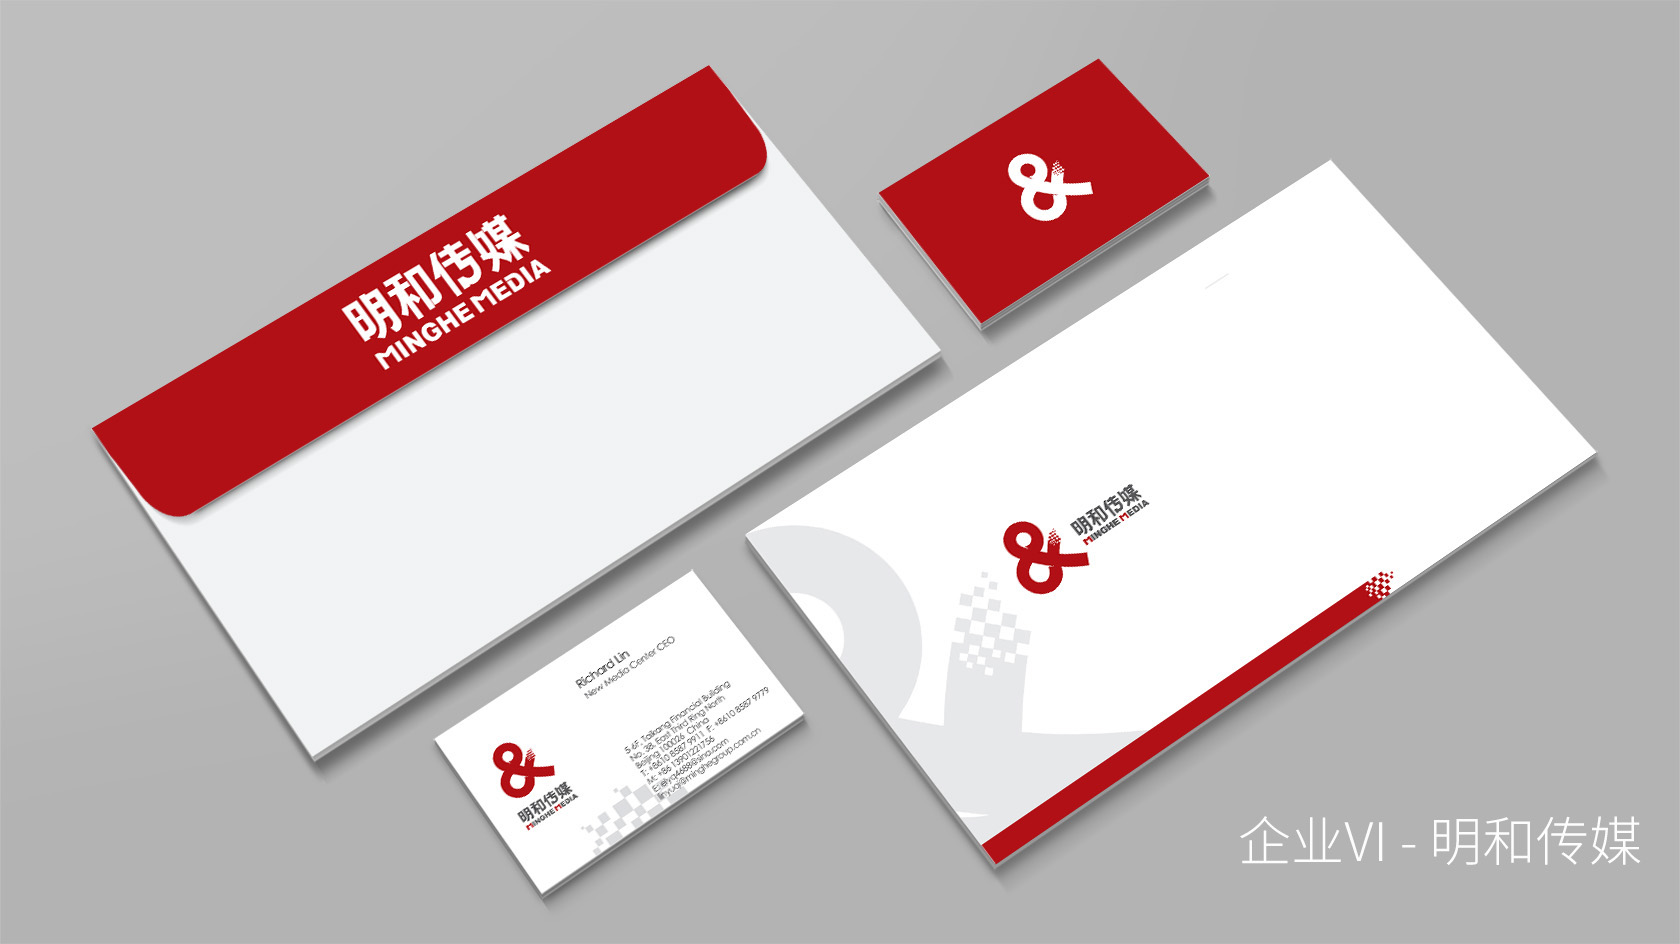 明和传媒
MINGHE MEDIA
明和传媒
MINGHE MEDIA
Richard Lin
New Media Center CEO
5-6F, Taikang Financial Building
No. 38, East Third Ring North
Beijing 100026 China
T: +8610 8587 9911 F: +8610 8587 9779
M: +86 13901221756
E: elya4688@sina.com
linyuqi@minghegroup.com.cn
明和传媒
MINGHE MEDIA
企业VI - 明和传媒